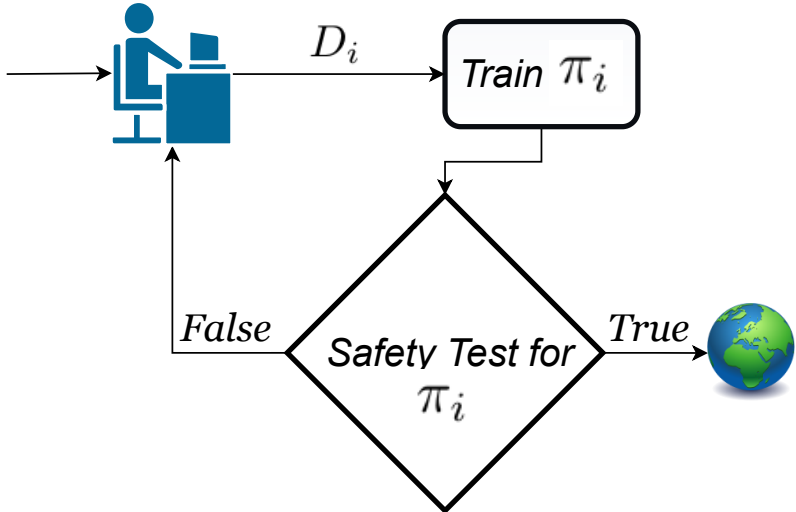 D_i
Train π_i
False
True
Safety Test for
π_i